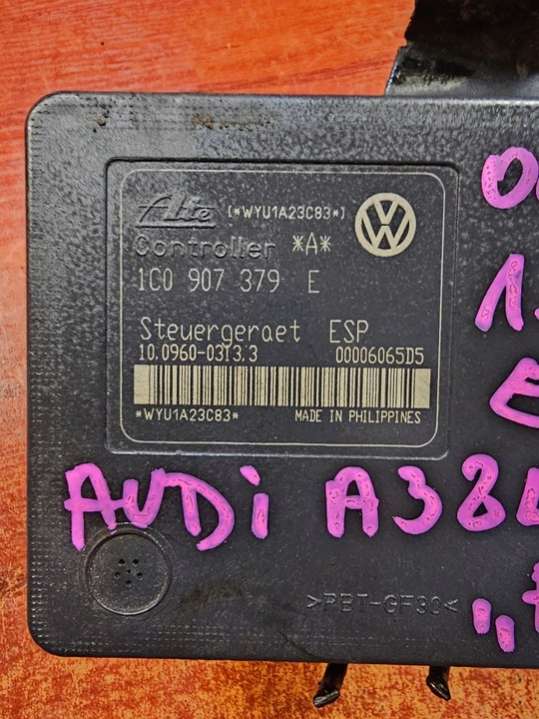 Ate [*WYU1A23C83*]
Controller *A*
1C0 907 379 E
Steuergeraet ESP
10.0960-0313.3 00006065D5
*WYU1A23C83*
MADE IN PHILIPPINES
AUDi A38L
>PBT-GF30<